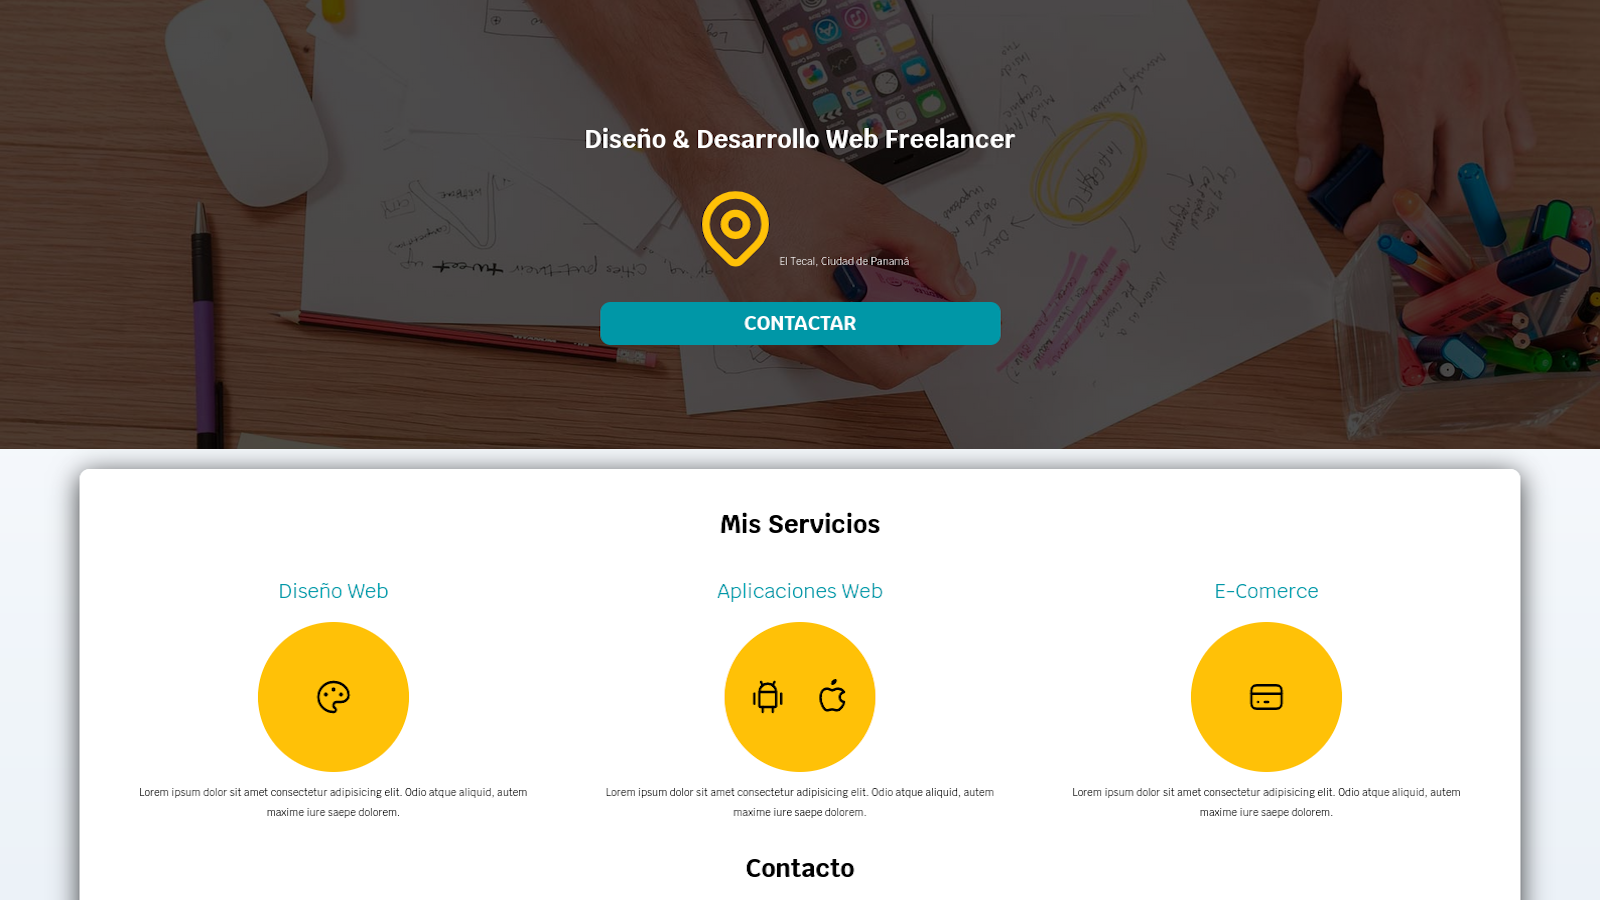 Diseño & Desarrollo Web Freelancer
El Tecal, Ciudad de Panamá
CONTACTAR
Mis Servicios
Diseño Web
Aplicaciones Web
E-Comerce
Lorem ipsum dolor sit amet consectetur adipisicing elit. Odio atque aliquid, autem
maxime iure saepe dolorem.
Lorem ipsum dolor sit amet consectetur adipisicing elit. Odio atque aliquid, autem
maxime iure saepe dolorem.
Lorem ipsum dolor sit amet consectetur adipisicing elit. Odio atque aliquid, autem
maxime iure saepe dolorem.
Contacto